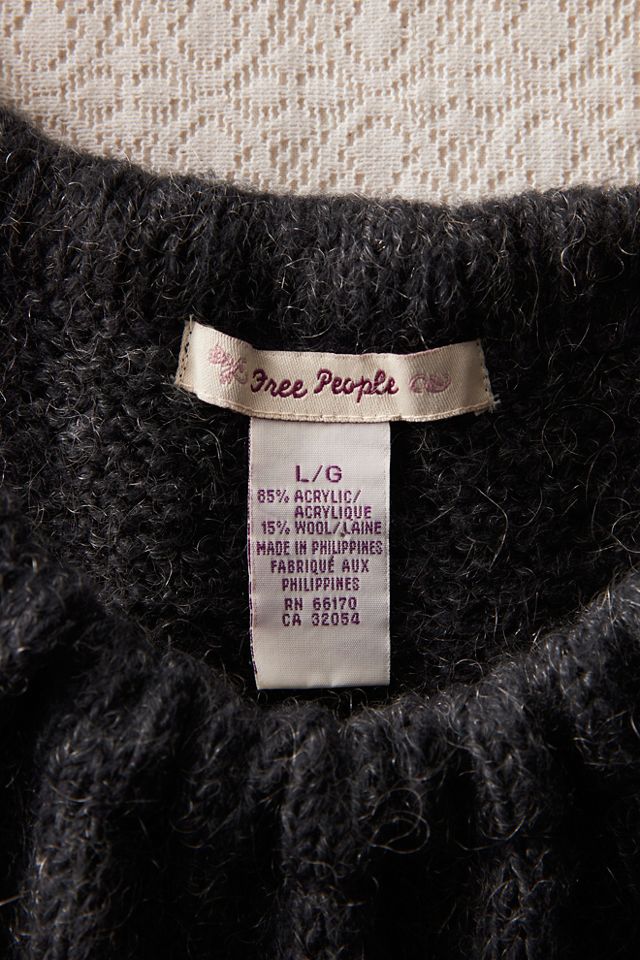 Free People
L/G
85% ACRYLIC/
ACRYLIQUE
15% WOOL/LAINE
MADE IN PHILIPPINES
FABRIQUÉ AUX
PHILIPPINES
RN 66170
CA 32054